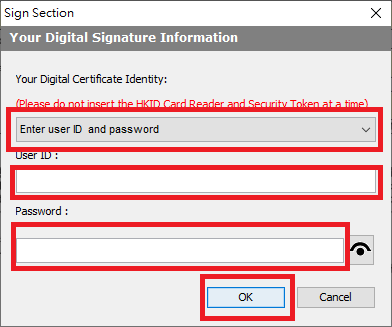 Sign Section
Your Digital Signature Information
Your Digital Certificate Identity:
(Please do not insert the HKID Card Reader and Security Token at a time)
Enter user ID and password
User ID :
Password :
OK
Cancel